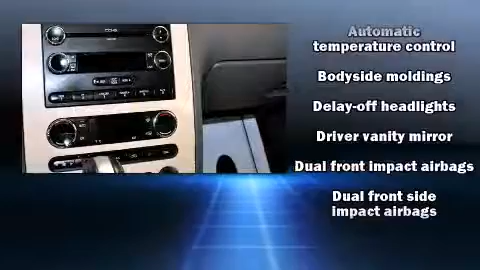 Automatic
temperature control
Bodyside moldings
Delay-off headlights
Driver vanity mirror
Dual front impact airbags
Dual front side
impact airbags